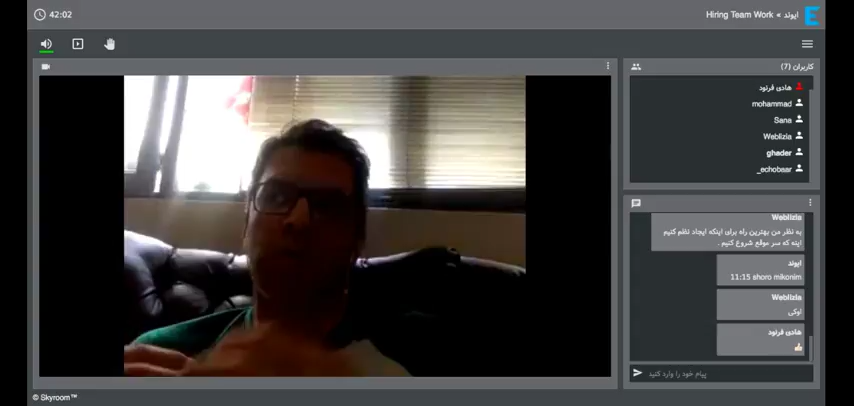 42:02
ایوند » Hiring Team Work
کاربران (7)
هادی فرنود
mohammad
Sana
Weblizia
ghader
echobaar_
Weblizia
به نظر من بهترین راه برای اینکه ایجاد نظم کنیم
اینه که سر موقع شروع کنیم .
ایوند
11:15 shoro mikonim
Weblizia
اوکی
هادی فرنود
پیام خود را وارد کنید
© Skyroom™